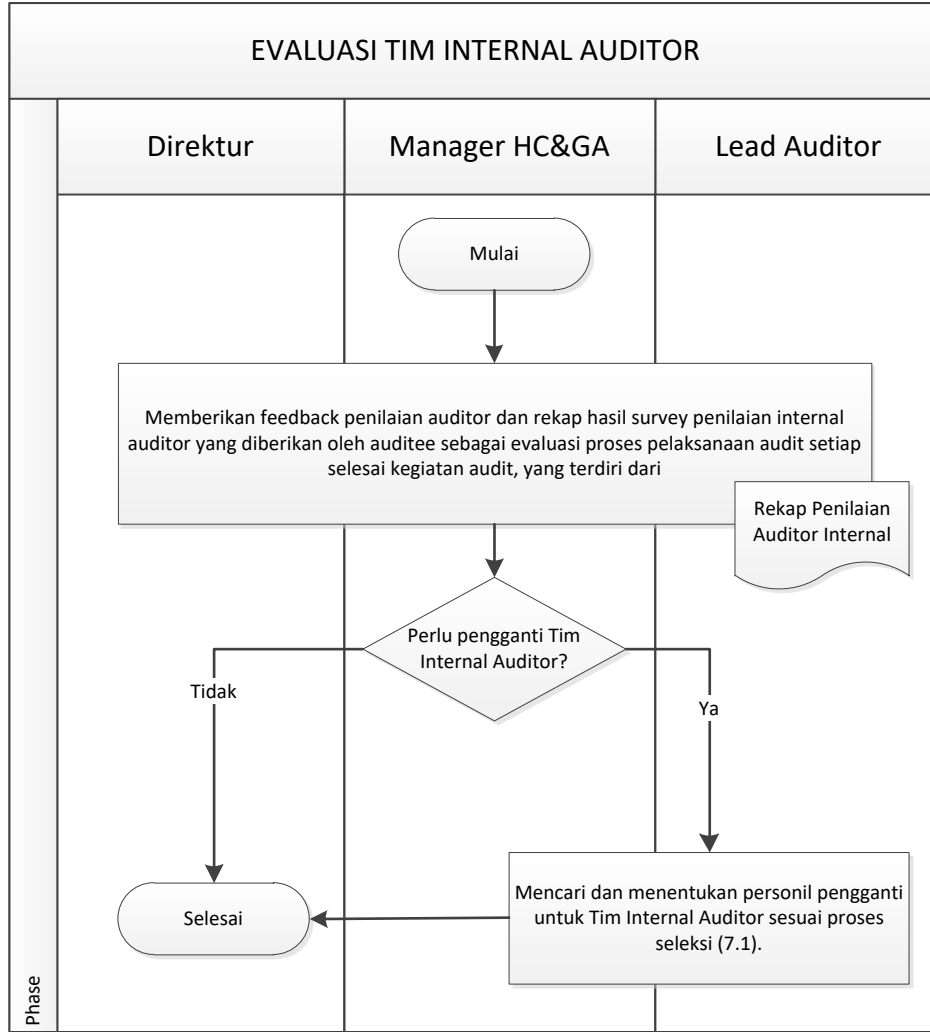 EVALUASI TIM INTERNAL AUDITOR
Direktur
Manager HC&GA
Lead Auditor
Mulai
Memberikan feedback penilaian auditor dan rekap hasil survey penilaian internal
auditor yang diberikan oleh auditee sebagai evaluasi proses pelaksanaan audit setiap
selesai kegiatan audit, yang terdiri dari
Rekap Penilaian
Auditor Internal
Perlu pengganti Tim
Internal Auditor?
Tidak
Ya
Mencari dan menentukan personil pengganti
untuk Tim Internal Auditor sesuai proses
seleksi (7.1).
Selesai
Phase